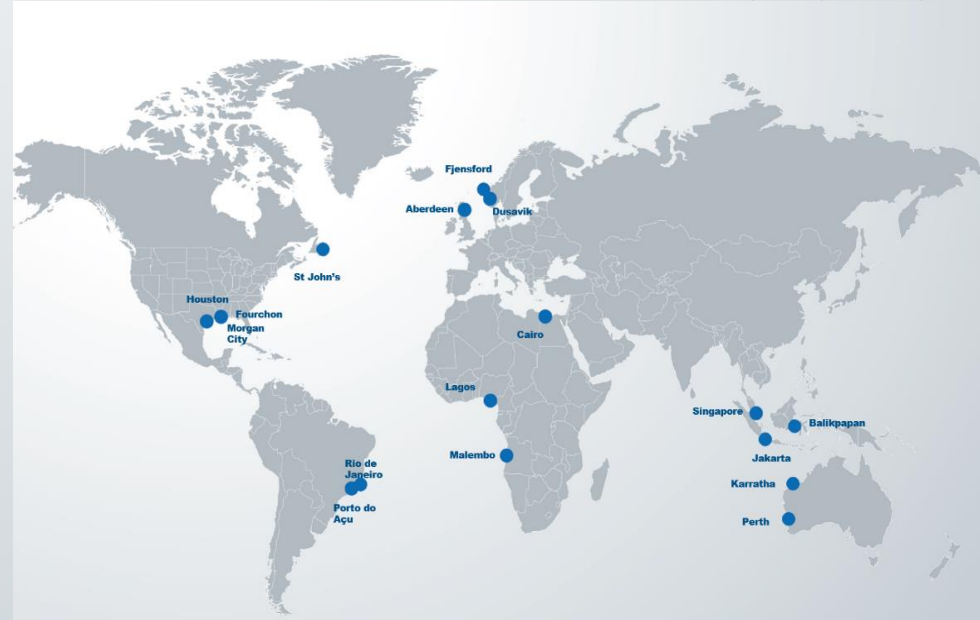 Fjensford
Aberdeen
Dusavik
St John's
Houston
Fourchon
Morgan
City
Cairo
Lagos
Singapore
Balikpapan
Malembo
Jakarta
Rio de
Janeiro
Karratha
Porto do
Açu
Perth